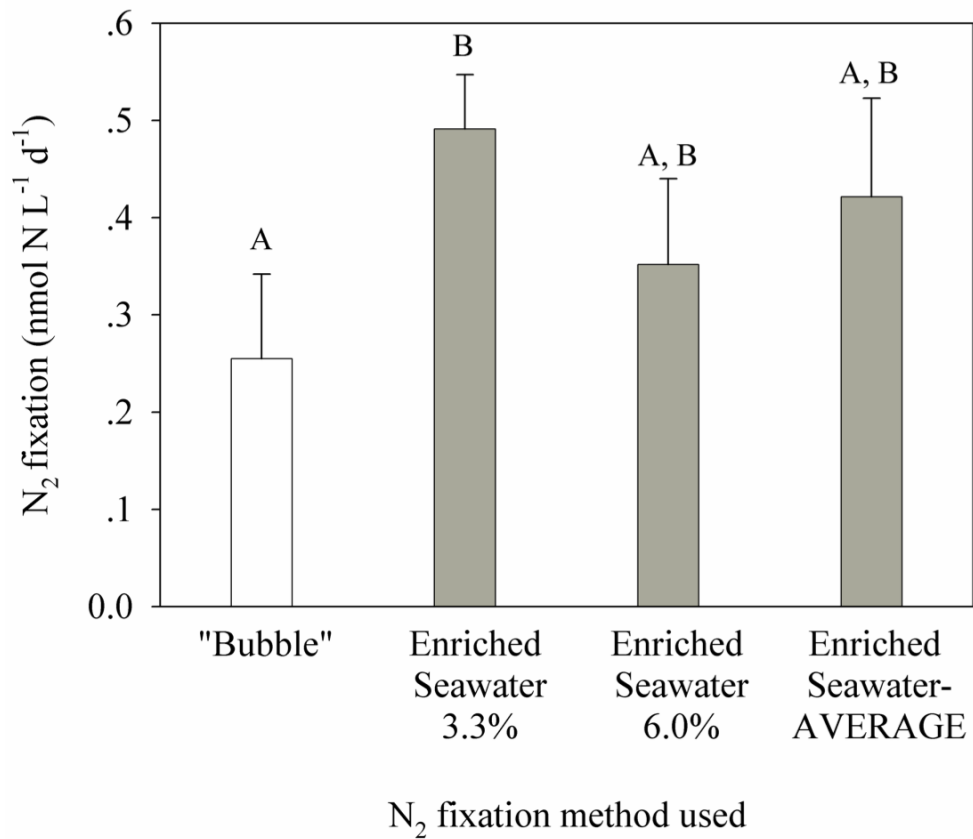 N₂ fixation (nmol N L⁻¹ d⁻¹)
.6
.5
.4
.3
.2
.1
0.0
A
B
A, B
A, B
"Bubble"
Enriched
Seawater
3.3%
Enriched
Seawater
6.0%
Enriched
Seawater-
AVERAGE
N₂ fixation method used